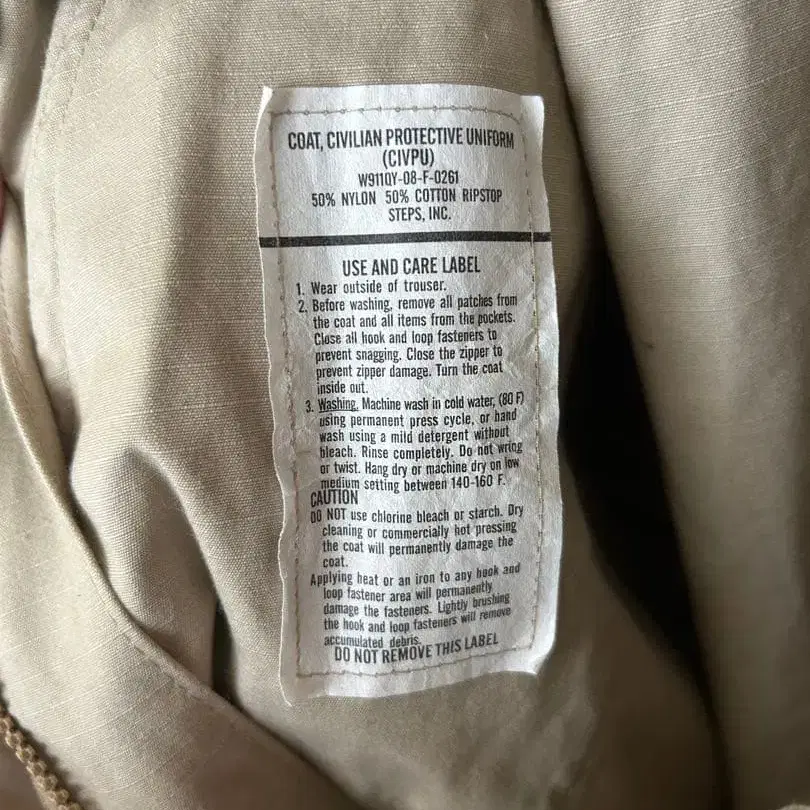 COAT, CIVILIAN PROTECTIVE UNIFORM
(CIVPU)
W911QY-08-F-0261
50% NYLON 50% COTTON RIPSTOP
STEPS, INC.
USE AND CARE LABEL
1. Wear outside of trouser.
2. Before washing, remove all patches from
the coat and all items from the pockets.
Close all hook and loop fasteners to
prevent snagging. Close the zipper to
prevent zipper damage. Turn the coat
inside out.
3. Washing. Machine wash in cold water, (80 F)
using permanent press cycle, or hand
wash using a mild detergent without
bleach. Rinse completely. Do not wring
or twist. Hang dry or machine dry on low
medium setting between 140-160 F.
CAUTION
DO NOT use chlorine bleach or starch. Dry
cleaning or commercially hot pressing
the coat will permanently damage the
coat.
Applying heat or an iron to any hook and
loop fastener area will permanently
damage the fasteners. Lightly brushing
the hook and loop fasteners will remove
accumulated debris.
DO NOT REMOVE THIS LABEL